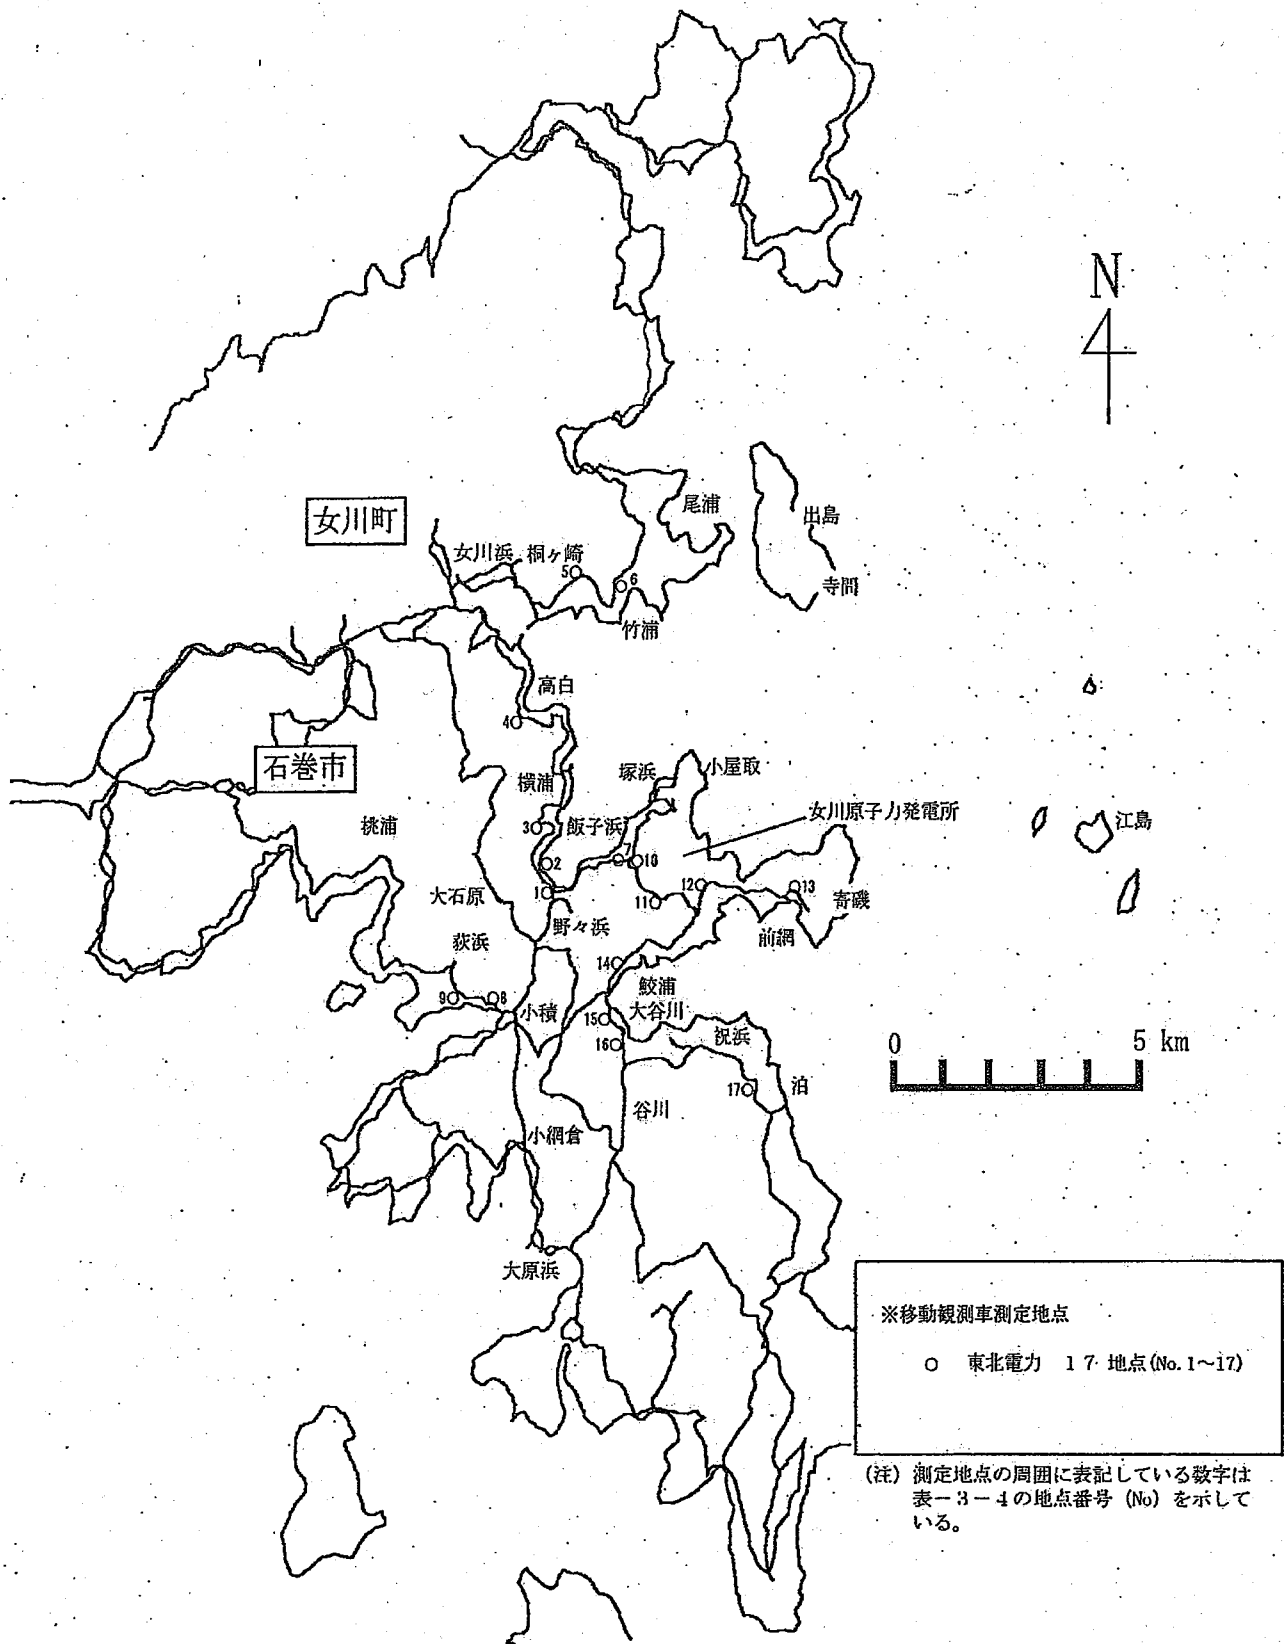 N
尾浦
出島
女川町
女川浜
桐ヶ崎
5
6
寺間
竹浦
高白
4
石巻市
横浦
塚浜
小屋取
桃浦
3
飯子浜
女川原子力発電所
江島
2
7
10
大石原
1
11
12
13
寄磯
野々浜
前網
荻浜
14
9
8
小積
鮫浦
大谷川
15
祝浜
0
5 km
16
17
泊
谷川
小網倉
大原浜
※移動観測車測定地点
○ 東北電力 17 地点(No.1~17)
(注) 測定地点の周囲に表記している数字は
表-3-4の地点番号 (No) を示して
いる。